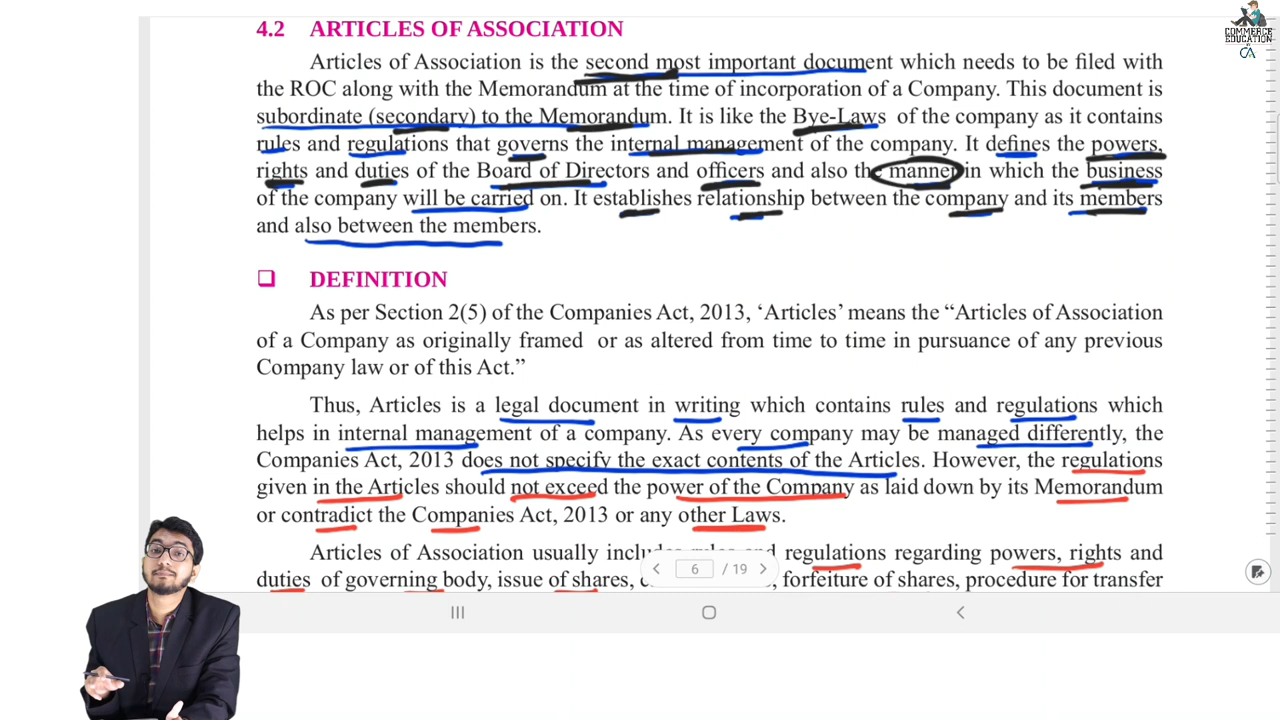 COMMERCE
EDUCATION
BY
CA
4.2 ARTICLES OF ASSOCIATION
Articles of Association is the second most important document which needs to be filed with
the ROC along with the Memorandum at the time of incorporation of a Company. This document is
subordinate (secondary) to the Memorandum. It is like the Bye-Laws of the company as it contains
rules and regulations that governs the internal management of the company. It defines the powers,
rights and duties of the Board of Directors and officers and also the manner in which the business
of the company will be carried on. It establishes relationship between the company and its members
and also between the members.
❑ DEFINITION
As per Section 2(5) of the Companies Act, 2013, ‘Articles’ means the “Articles of Association
of a Company as originally framed or as altered from time to time in pursuance of any previous
Company law or of this Act.”
Thus, Articles is a legal document in writing which contains rules and regulations which
helps in internal management of a company. As every company may be managed differently, the
Companies Act, 2013 does not specify the exact contents of the Articles. However, the regulations
given in the Articles should not exceed the power of the Company as laid down by its Memorandum
or contradict the Companies Act, 2013 or any other Laws.
Articles of Association usually regulations regarding powers, rights and
duties of governing body, issue of shares, forfeiture of shares, procedure for transfer
6 / 19